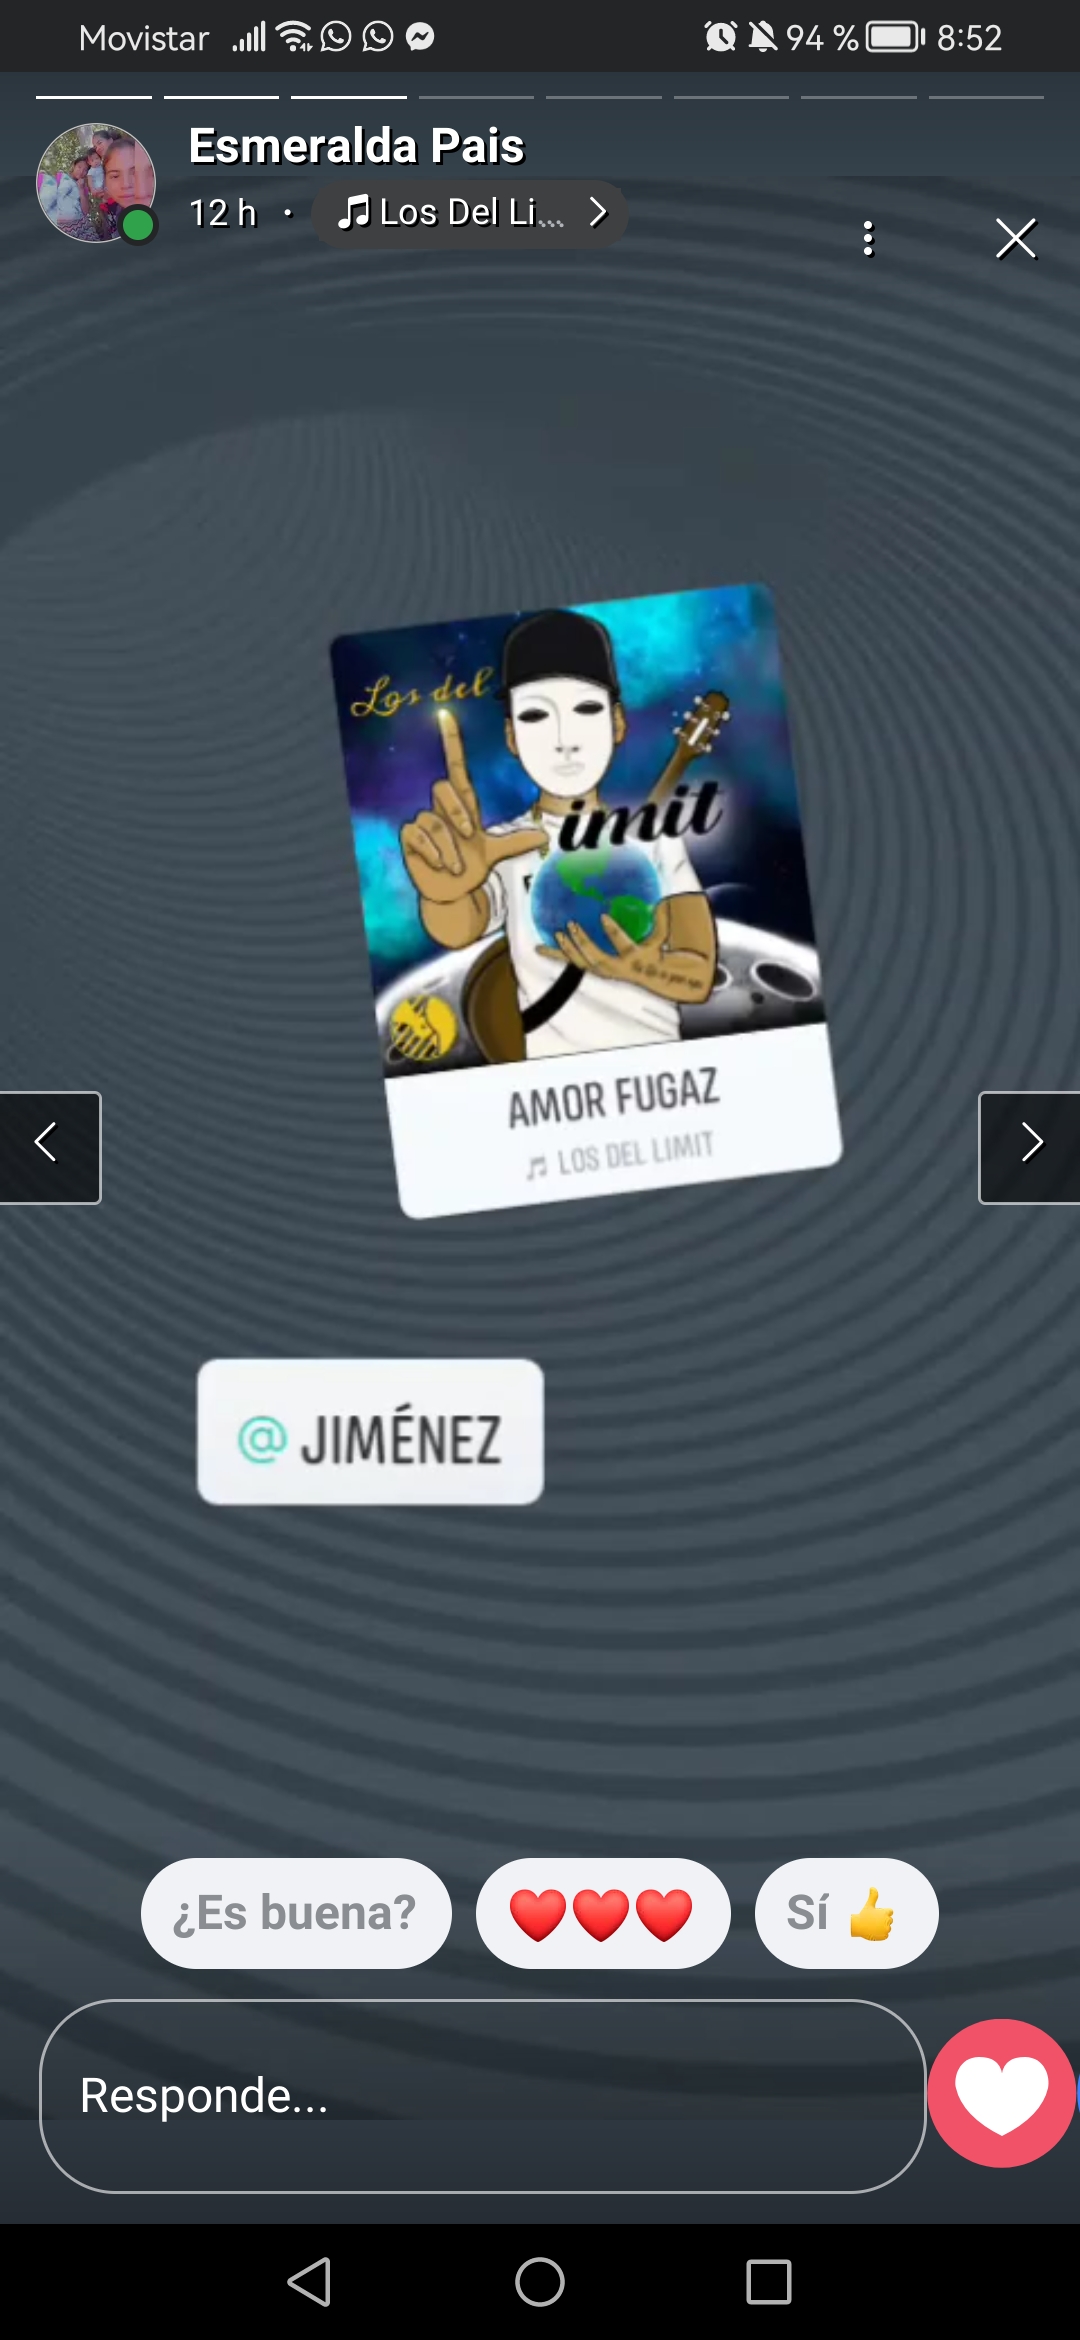 Movistar 94 % 8:52
Esmeralda Pais
12 h · Los Del Li...
Los del
imit
AMOR FUGAZ
LOS DEL LIMIT
@JIMÉNEZ
¿Es buena? Sí
Responde...